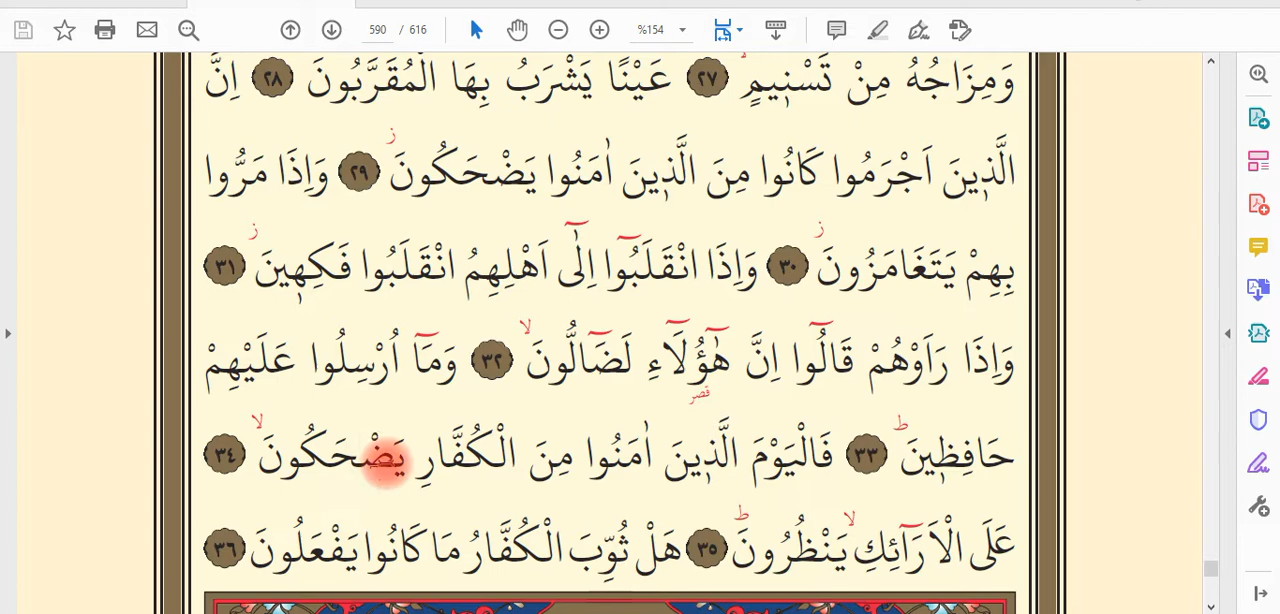 590 / 616
%154
وَمِزَاجُهُ مِنْ تَسْنٖيمٍۙ ﴿٢٧﴾ عَيْنًا يَشْرَبُ بِهَا الْمُقَرَّبُونَ ﴿٢٨﴾ اِنَّ
الَّذٖينَ اَجْرَمُوا كَانُوا مِنَ الَّذٖينَ اٰمَنُوا يَضْحَكُونَ ز ﴿٢٩﴾ وَاِذَا مَرُّوا
بِهِمْ يَتَغَامَزُونَ ز ﴿٣٠﴾ وَاِذَا انْقَلَبُٓوا اِلٰٓى اَهْلِهِمُ انْقَلَبُوا فَكِهٖينَ ز ﴿٣١﴾
وَاِذَا رَاَوْهُمْ قَالُٓوا اِنَّ هٰٓؤُ۬لَٓاءِ قصر لَضَٓالُّونَۙ ﴿٣٢﴾ وَمَٓا اُرْسِلُوا عَلَيْهِمْ
حَافِظٖينَؕ ﴿٣٣﴾ فَالْيَوْمَ الَّذٖينَ اٰمَنُوا مِنَ الْكُفَّارِ يَضْحَكُونَۙ ﴿٣٤﴾
عَلَى الْاَرَٓائِكِۙ يَنْظُرُونَؕ ﴿٣٥﴾ هَلْ ثُوِّبَ الْكُفَّارُ مَا كَانُوا يَفْعَلُونَ ﴿٣٦﴾